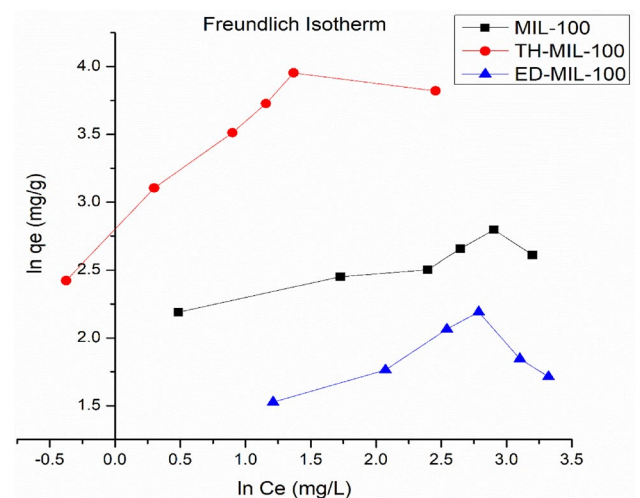 Freundlich Isotherm
MIL-100
TH-MIL-100
ED-MIL-100
4.0
3.5
3.0
2.5
2.0
1.5
ln qe (mg/g)
-0.5 0.0 0.5 1.0 1.5 2.0 2.5 3.0 3.5
ln Ce (mg/L)